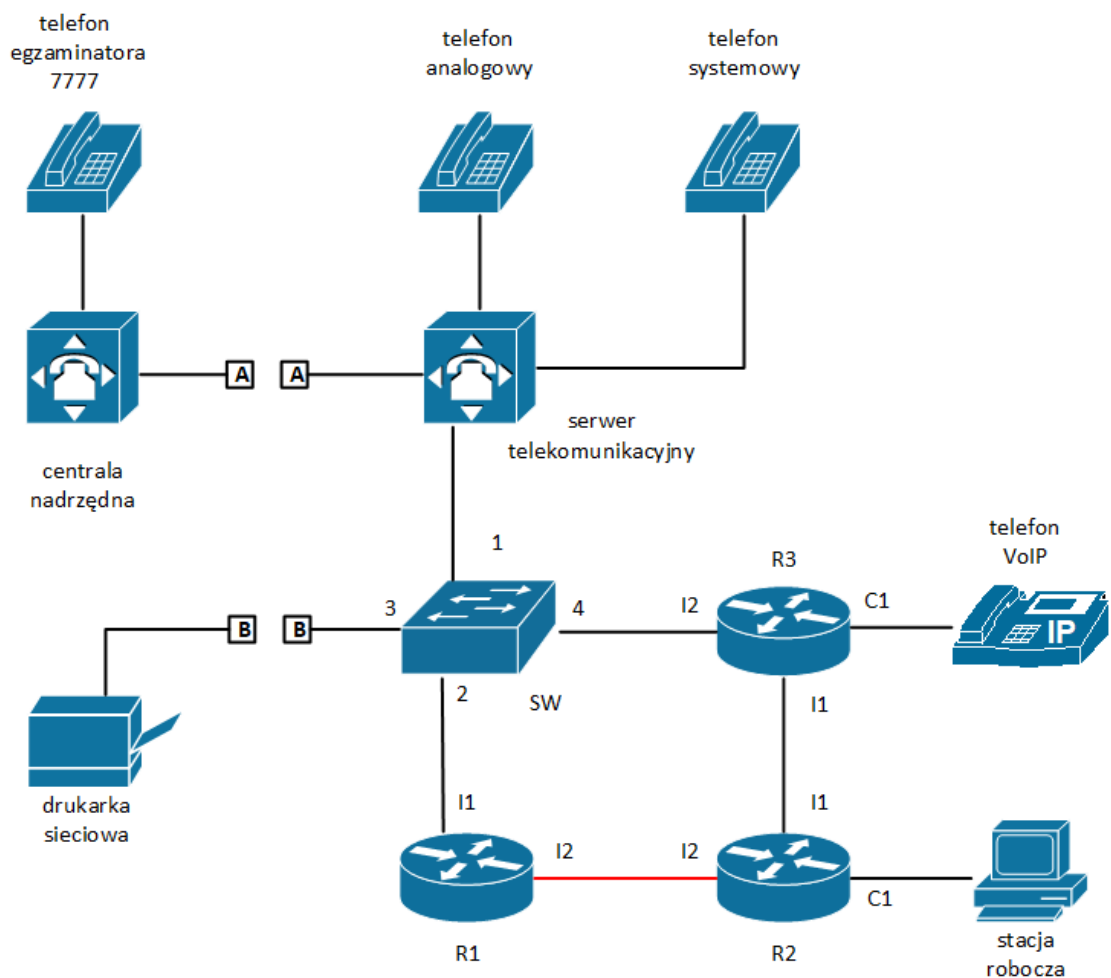 telefon
egzaminatora
7777
telefon
analogowy
telefon
systemowy
A
A
serwer
telekomunikacyjny
centrala
nadrzędna
telefon
VoIP
1
R3
3
4
I2
C1
B
B
IP
2
SW
I1
drukarka
sieciowa
I1
I1
I2
I2
C1
R1
R2
stacja
robocza